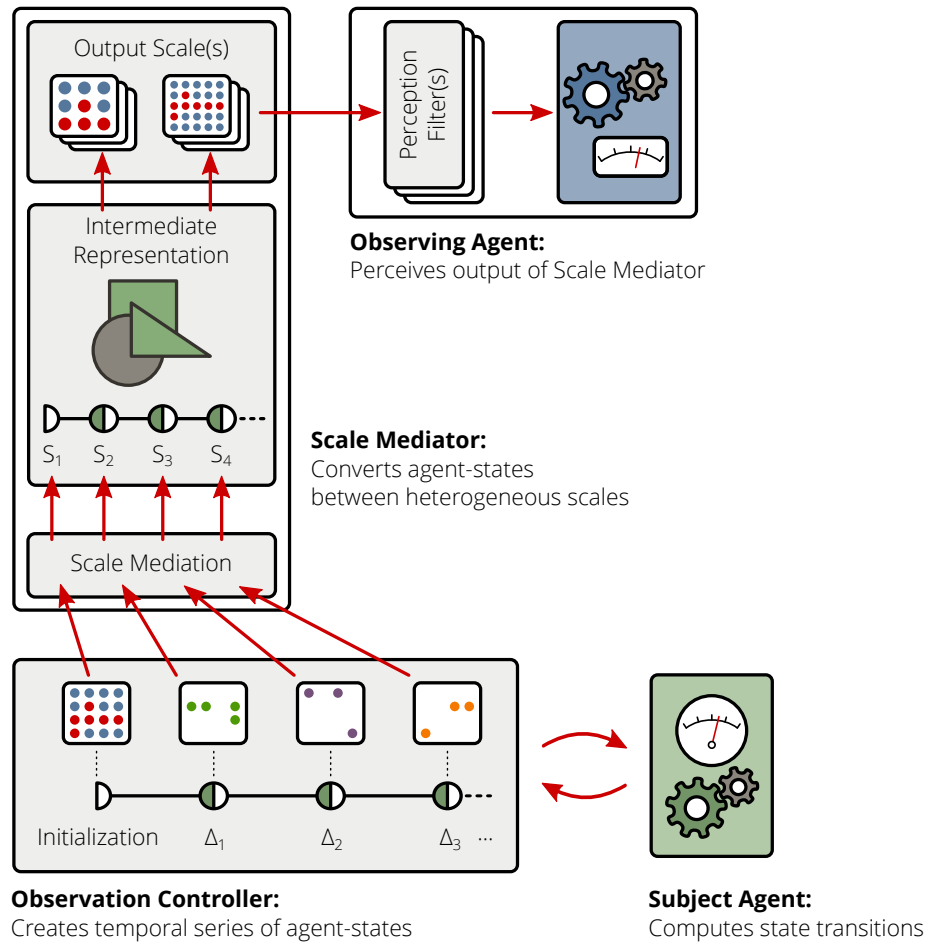 Output Scale(s)
Perception
Filter(s)
Observing Agent:
Perceives output of Scale Mediator
Intermediate
Representation
S₁ S₂ S₃ S₄
Scale Mediator:
Converts agent-states
between heterogeneous scales
Scale Mediation
Initialization Δ₁ Δ₂ Δ₃ ...
Observation Controller:
Creates temporal series of agent-states
Subject Agent:
Computes state transitions